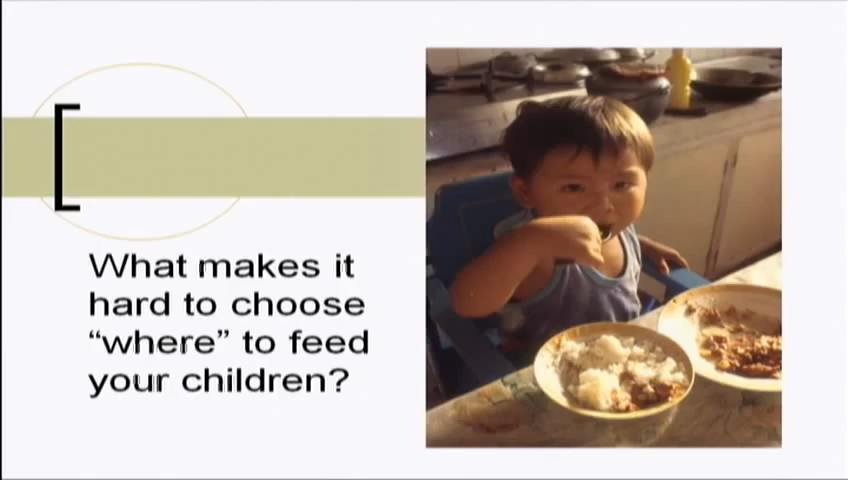 What makes it
hard to choose
“where” to feed
your children?